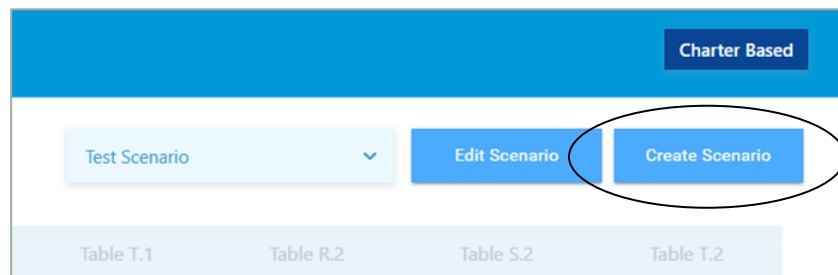 Charter Based
Test Scenario Edit Scenario Create Scenario
Table T.1 Table R.2 Table S.2 Table T.2